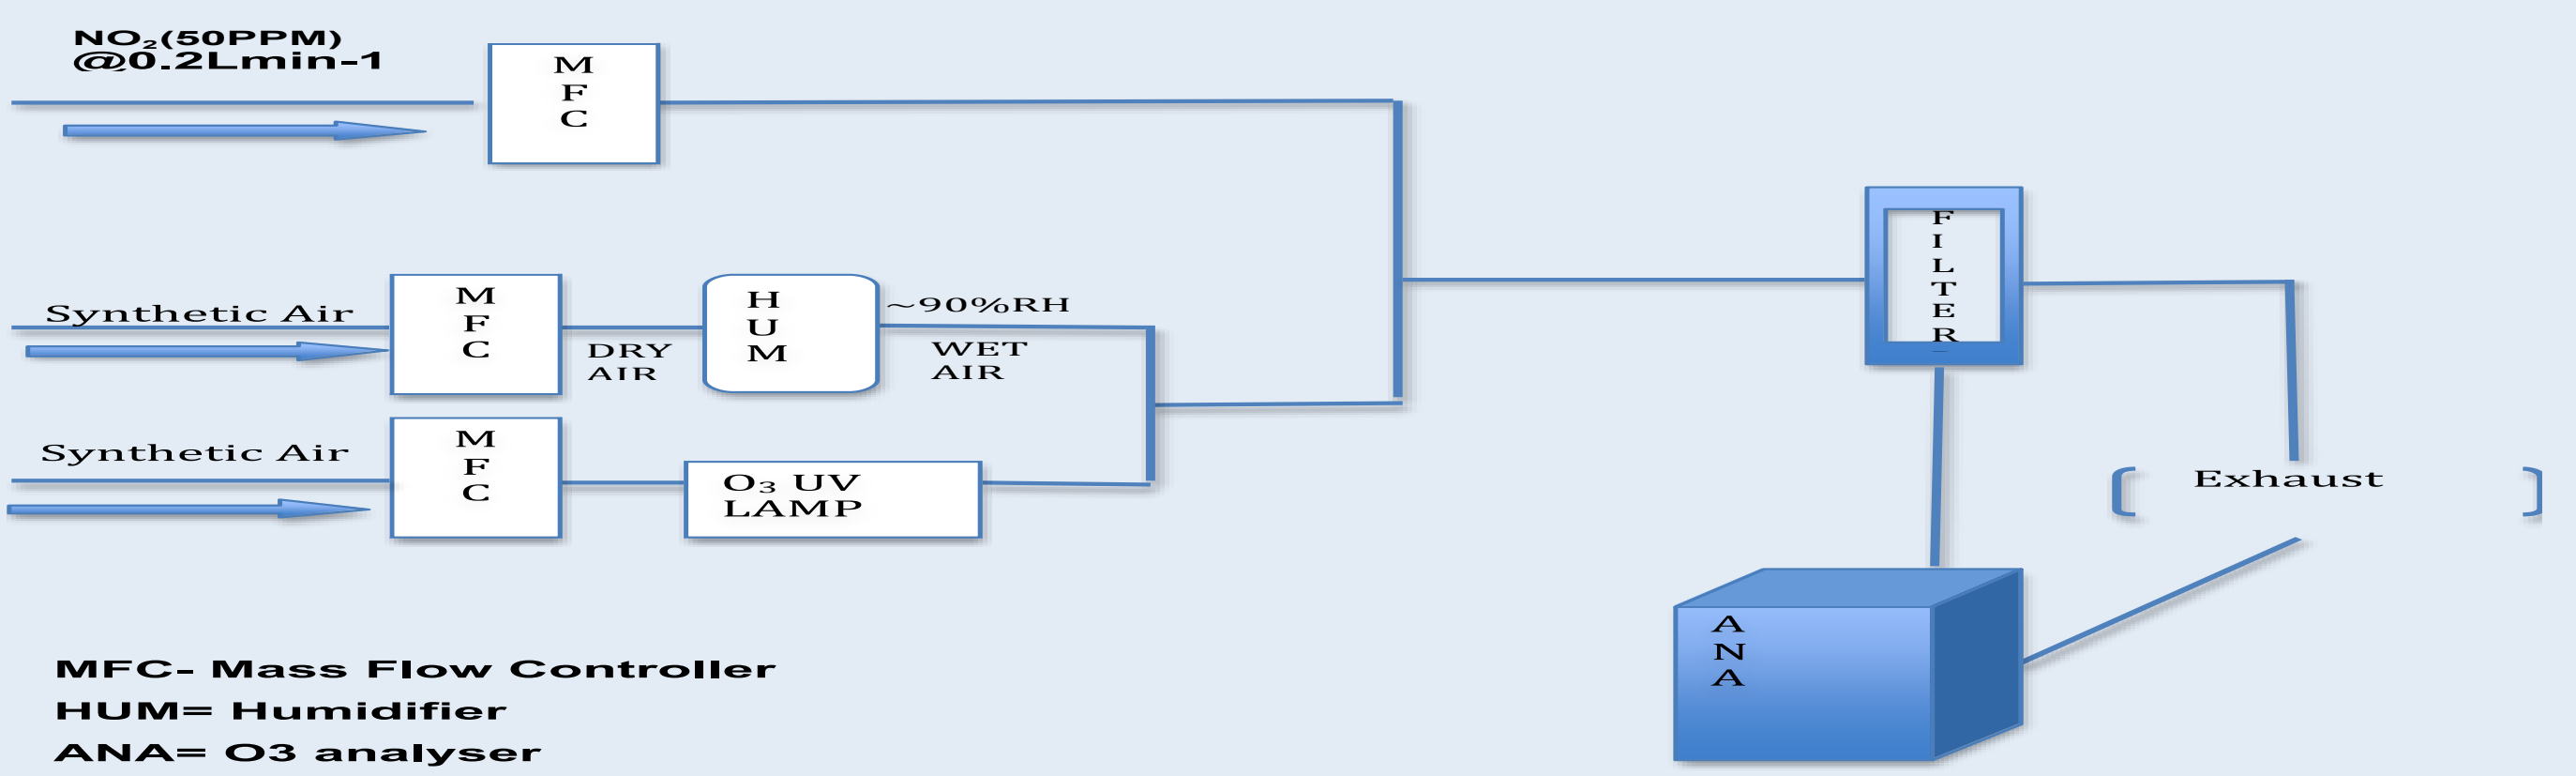 NO₂(50PPM)
@0.2Lmin-1
M
F
C
Synthetic Air
M
F
C
DRY
AIR
H
U
M
~90%RH
WET
AIR
Synthetic Air
M
F
C
O₃ UV
LAMP
F
I
L
T
E
R
Exhaust
A
N
A
MFC- Mass Flow Controller
HUM= Humidifier
ANA= O3 analyser